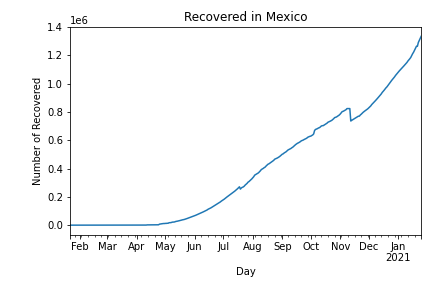 Recovered in Mexico
1e6
1.4
1.2
1.0
0.8
0.6
0.4
0.2
0.0
Number of Recovered
Feb Mar Apr May Jun Jul Aug Sep Oct Nov Dec Jan
2021
Day